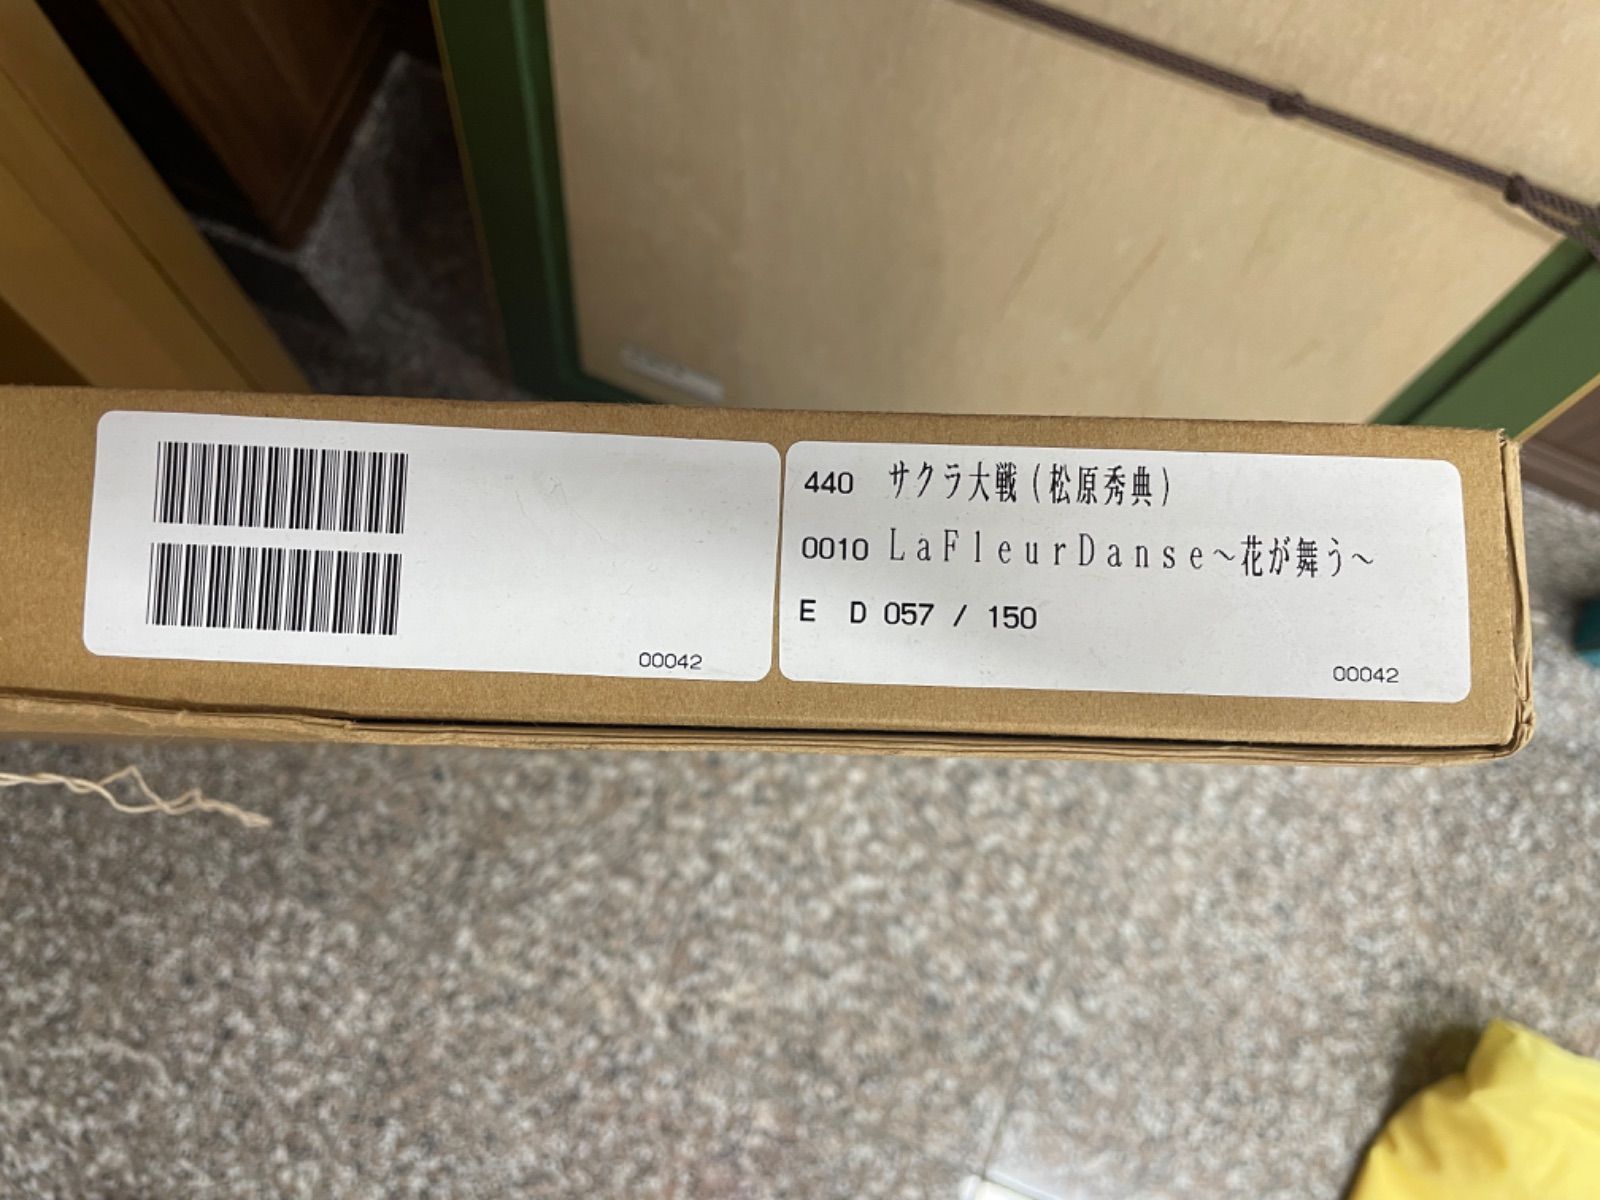 440 サクラ大戦(松原秀典)
0010 LaFleurDanse～花が舞う～
E D 057 / 150
00042
00042